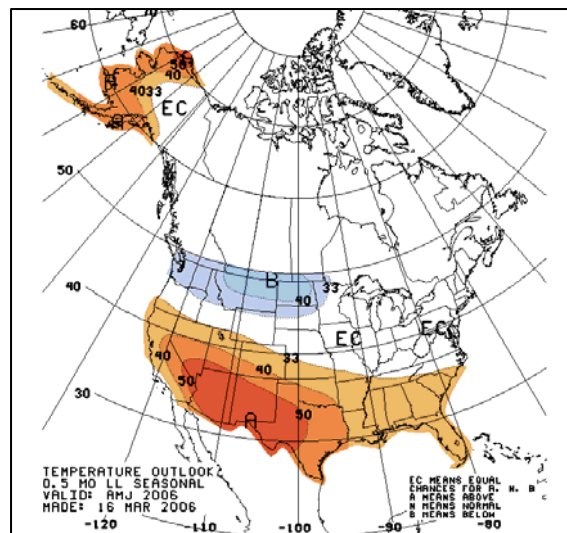 60
50
40
4033
EC
50
B
33
40
40
EC
EC
40
33
40
50
50
30
A
TEMPERATURE OUTLOOK
0.5 MO LL SEASONAL
VALID: AMJ 2006
MADE: 16 MAR 2006
EC MEANS EQUAL
CHANCES FOR A, N, B
A MEANS ABOVE
N MEANS NORMAL
B MEANS BELOW
-120
-110
-100
-90
-80